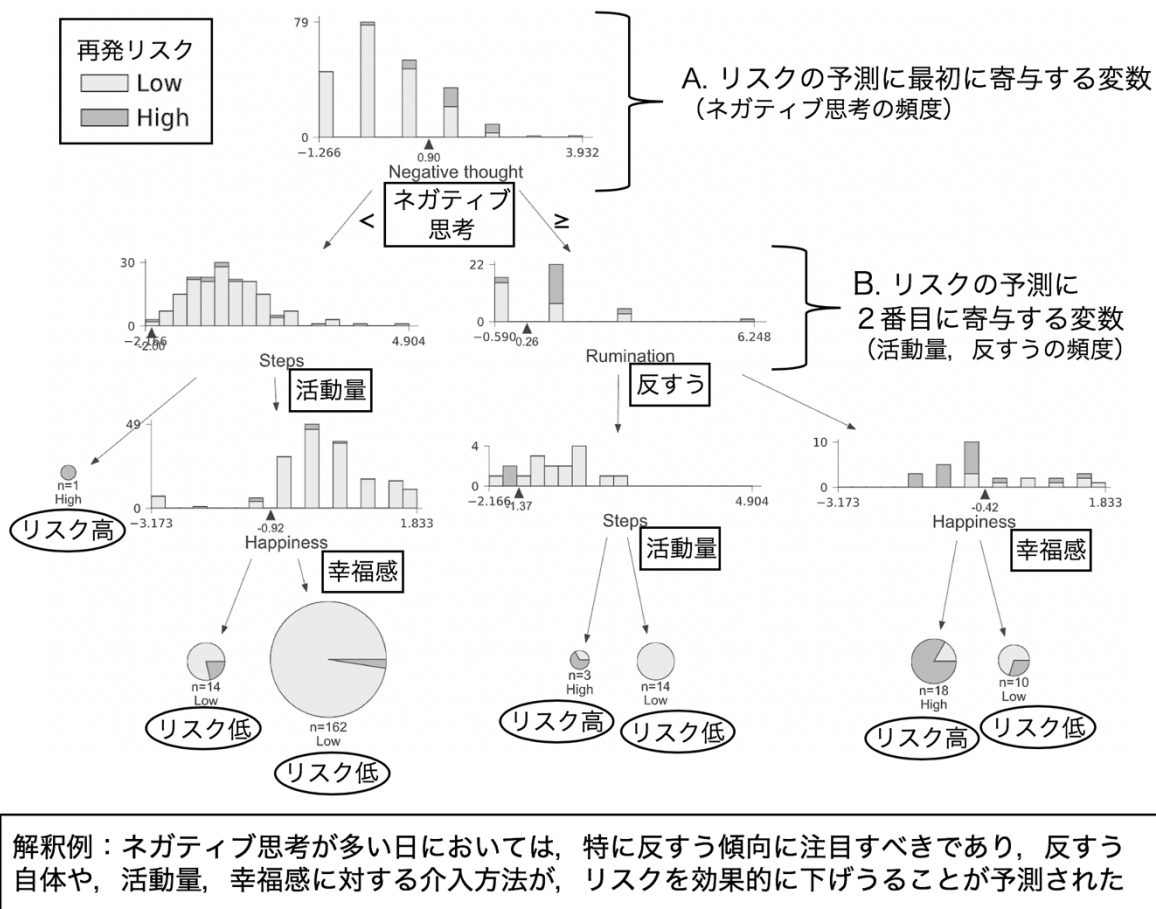 再発リスク
Low
High
79
0
−1.266
0.90
3.932
Negative thought
ネガティブ
思考
<
≥
A. リスクの予測に最初に寄与する変数
（ネガティブ思考の頻度）
30
0
−2.166
-2.00
4.904
Steps
活動量
22
0
−0.590
0.26
6.248
Rumination
反すう
B. リスクの予測に
２番目に寄与する変数
（活動量，反すうの頻度）
n=1
High
リスク高
49
0
−3.173
-0.92
1.833
Happiness
幸福感
4
0
−2.166
-1.37
4.904
Steps
活動量
10
0
−3.173
-0.42
1.833
Happiness
幸福感
n=14
Low
リスク低
n=162
Low
リスク低
n=3
High
リスク高
n=14
Low
リスク低
n=18
High
リスク高
n=10
Low
リスク低
解釈例：ネガティブ思考が多い日においては，特に反すう傾向に注目すべきであり，反すう
自体や，活動量，幸福感に対する介入方法が，リスクを効果的に下げうることが予測された